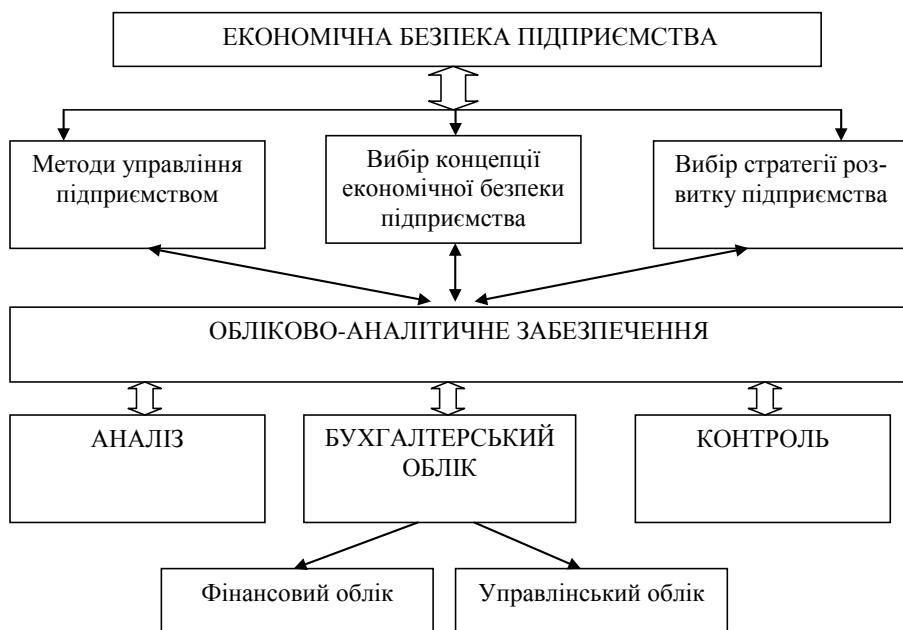 ЕКОНОМІЧНА БЕЗПЕКА ПІДПРИЄМСТВА
Методи управління
підприємством
Вибір концепції
економічної безпеки
підприємства
Вибір стратегії роз-
витку підприємства
ОБЛІКОВО-АНАЛІТИЧНЕ ЗАБЕЗПЕЧЕННЯ
АНАЛІЗ
БУХГАЛТЕРСЬКИЙ
ОБЛІК
КОНТРОЛЬ
Фінансовий облік
Управлінський облік